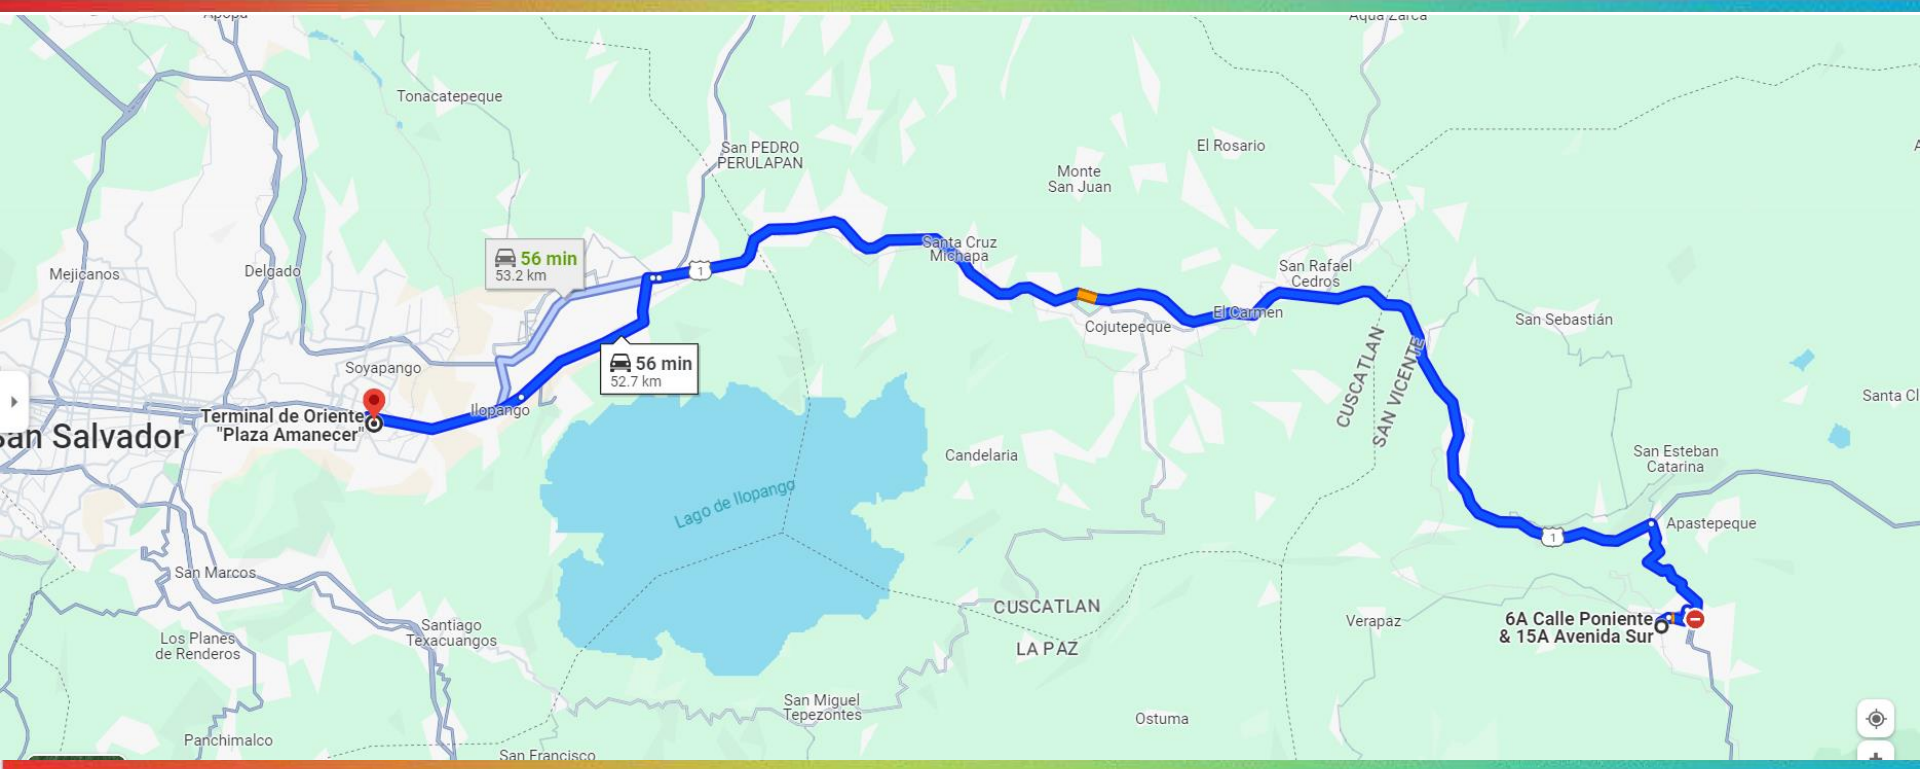 Apopa
Agua Zarca
Tonacatepeque
San PEDRO
PERULAPAN
El Rosario
Monte
San Juan
56 min
53.2 km
Santa Cruz
Michapa
Mejicanos
Delgado
1
San Rafael
Cedros
El Carmen
Cojutepeque
San Sebastián
56 min
52.7 km
Soyapango
CUSCATLAN
SAN VICENTE
Ilopango
Terminal de Oriente
"Plaza Amanecer"
San Salvador
Santa Cl
Candelaria
San Esteban
Catarina
Lago de Ilopango
Apastepeque
1
San Marcos
CUSCATLAN
LA PAZ
Verapaz
6A Calle Poniente
& 15A Avenida Sur
Los Planes
de Renderos
Santiago
Texacuangos
San Miguel
Tepezontes
Ostuma
Panchimalco
San Francisco